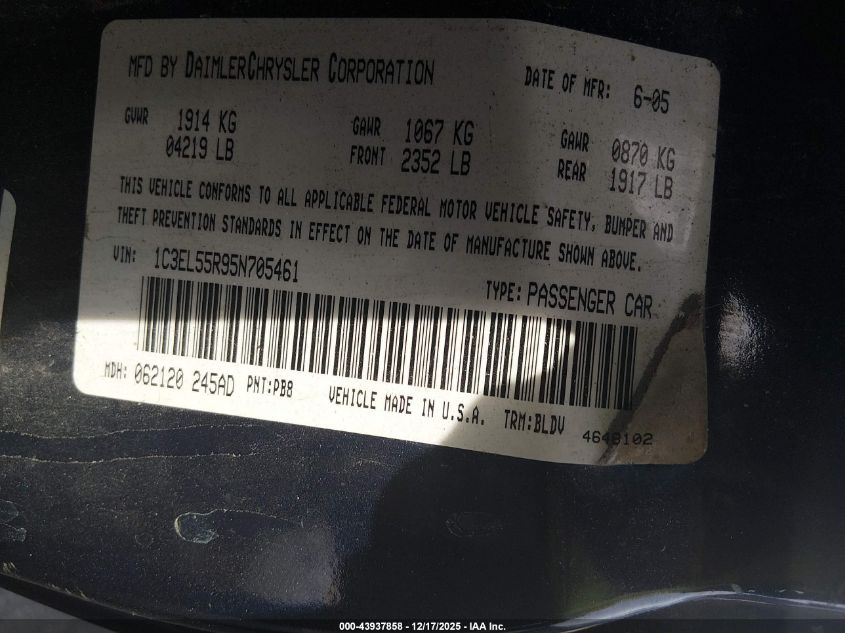 MFD BY DAIMLERCHRYSLER CORPORATION DATE OF MFR: 6-05
GVWR 1914 KG GAWR 1067 KG GAWR 0870 KG
04219 LB FRONT 2352 LB REAR 1917 LB
THIS VEHICLE CONFORMS TO ALL APPLICABLE FEDERAL MOTOR VEHICLE SAFETY, BUMPER AND
THEFT PREVENTION STANDARDS IN EFFECT ON THE DATE OF MANUFACTURE SHOWN ABOVE.
VIN: 1C3EL55R95N705461 TYPE: PASSENGER CAR
MDH: 062120 245AD PNT:PB8 VEHICLE MADE IN U.S.A. TRM:BLDV 4648102
000-43937858 - 12/17/2025 - IAA Inc.